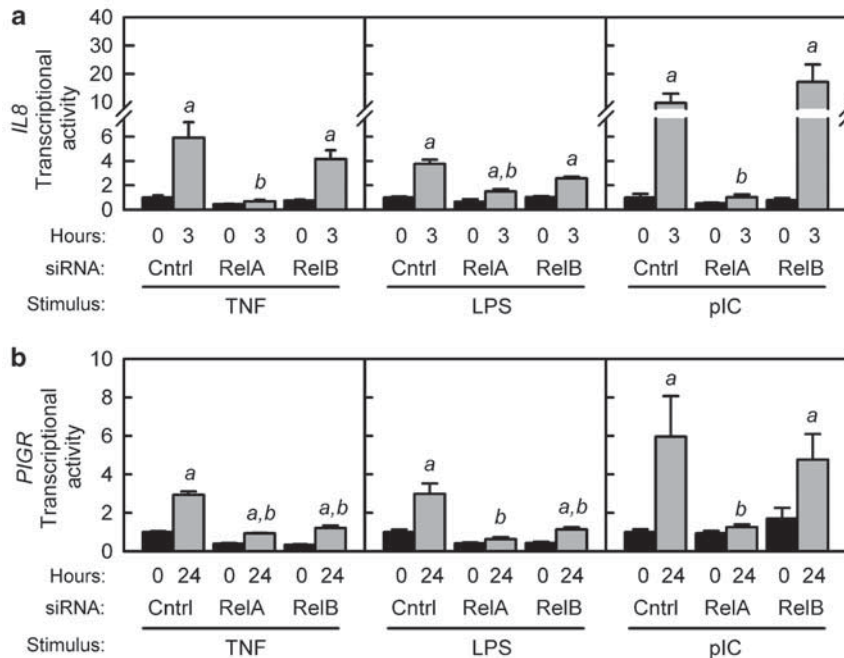 a
IL8
Transcriptional
activity
40
30
20
10
6
4
2
0
a
b
a
a
a,b
a
a
b
a
Hours: 0 3 0 3 0 3 0 3 0 3 0 3 0 3 0 3 0 3
siRNA: Cntrl RelA RelB Cntrl RelA RelB Cntrl RelA RelB
Stimulus: TNF LPS pIC
b
PIGR
Transcriptional
activity
10
8
6
4
2
0
a
a,b
a,b
a
b
a,b
a
b
a
Hours: 0 24 0 24 0 24 0 24 0 24 0 24 0 24 0 24 0 24
siRNA: Cntrl RelA RelB Cntrl RelA RelB Cntrl RelA RelB
Stimulus: TNF LPS pIC